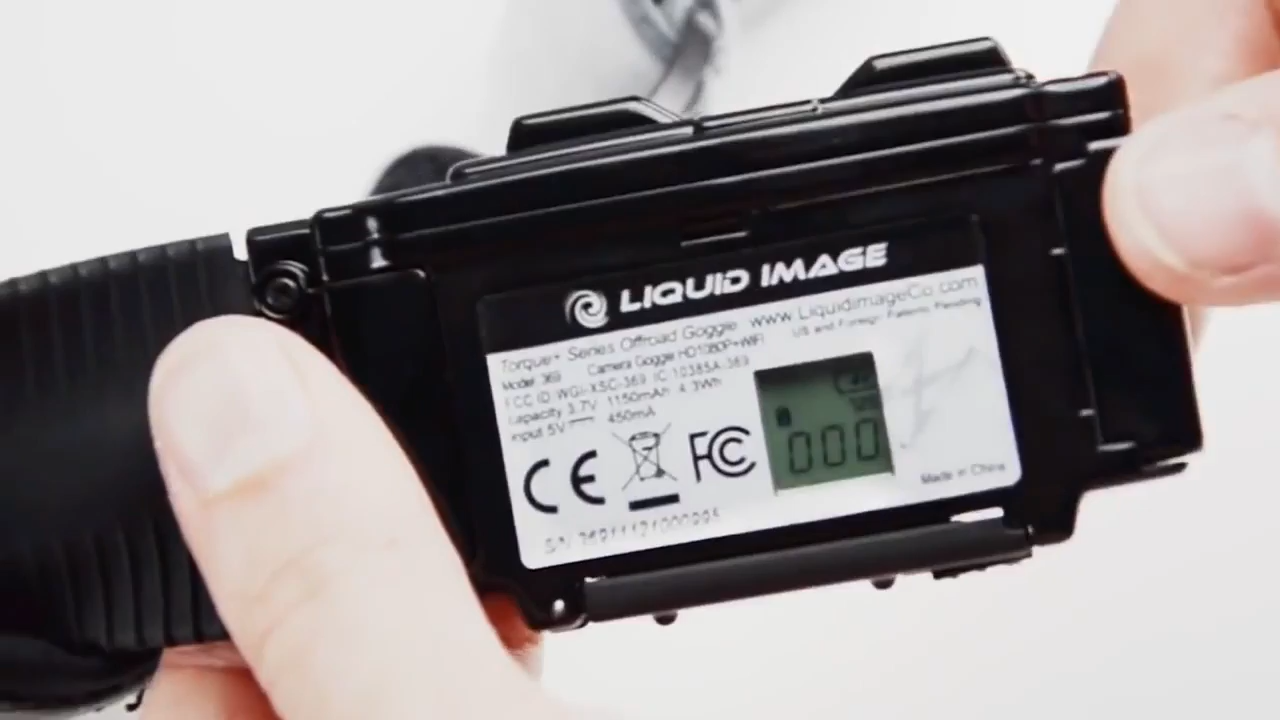 LIQUID IMAGE
Torque+ Series Offroad Goggle www.LiquidImageCo.com
Model: 369 Camera Goggle HD1080P+WIFI US and Foreign Patents Pending
FCC ID WGI-XSC-369 IC 10385A-369
capacity 3.7V 1150mAh 4.3Wh
input 5V 450mA
CE FC
000
Made in China
S/N